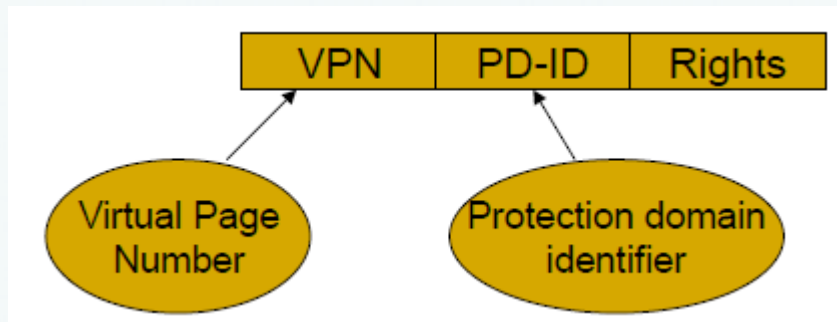 VPN PD-ID Rights
Virtual Page
Number
Protection domain
identifier